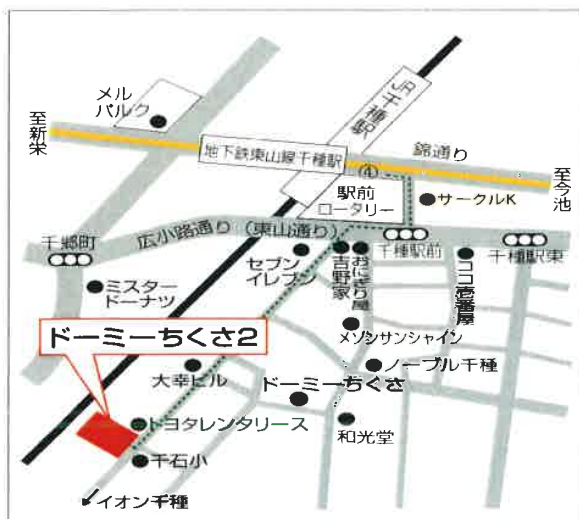 メル
パルク
JR千種駅
至新栄
地下鉄東山線千種駅
錦通り
④
至今池
駅前
ロータリー
サークルK
千郷町
広小路通り（東山通り）
千種駅前
千種駅東
セブン
イレブン
吉野家
おにぎり屋
ココ壱番屋
ミスター
ドーナツ
ドーミーちくさ2
メゾンサンシャイン
大幸ビル
ノーブル千種
ドーミーちくさ
トヨタレンタリース
和光堂
千石小
イオン千種